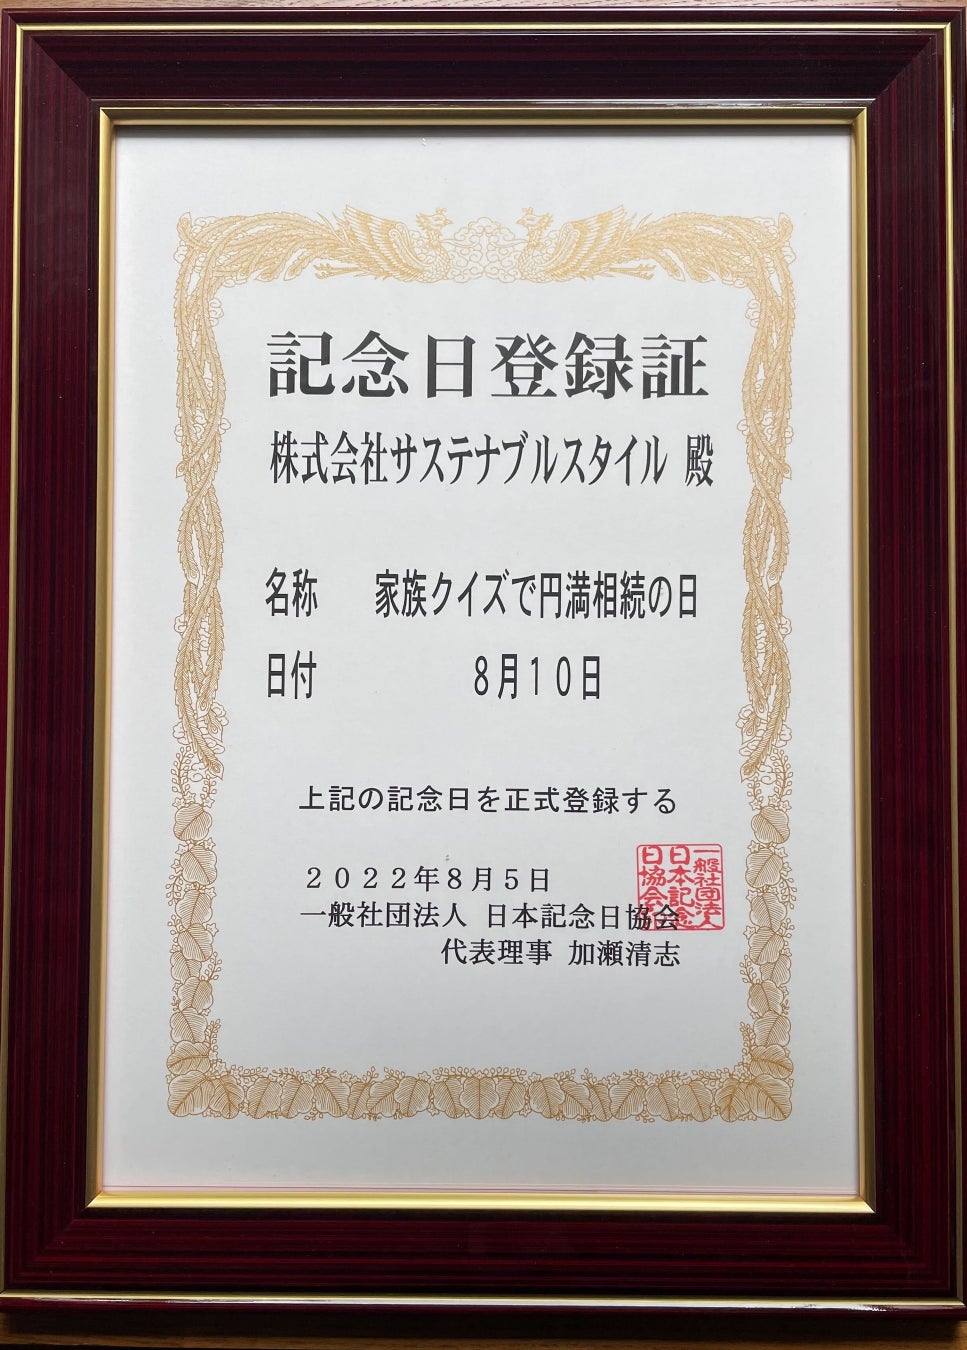 記念日登録証
株式会社サステナブルスタイル 殿
名称 家族クイズで円満相続の日
日付 ８月１０日
上記の記念日を正式登録する
２０２２年８月５日
一般社団法人 日本記念日協会
代表理事 加瀬清志
一般社団法人
日本記念
日協会